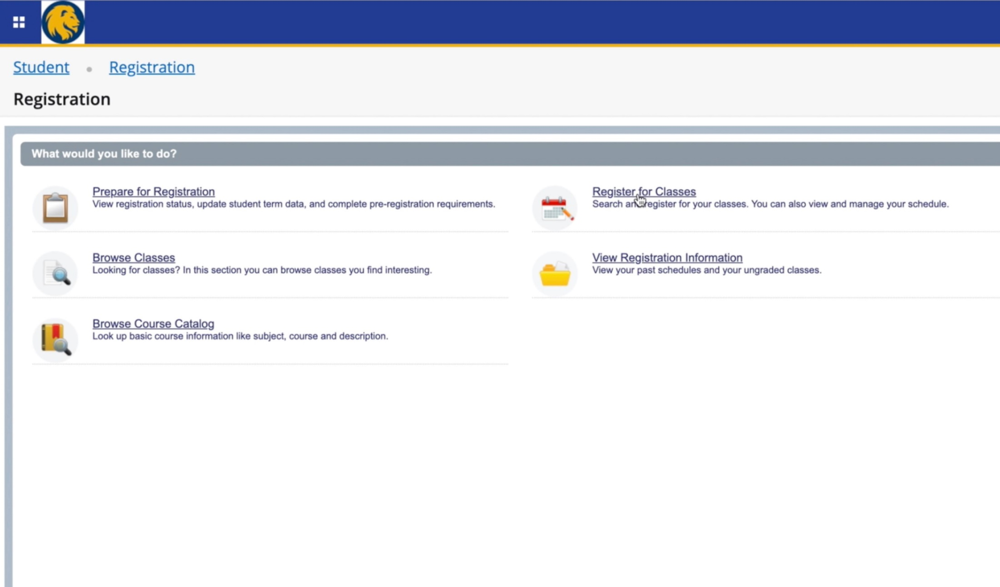 Student • Registration
Registration
What would you like to do?
Prepare for Registration
View registration status, update student term data, and complete pre-registration requirements.
Register for Classes
Search and register for your classes. You can also view and manage your schedule.
Browse Classes
Looking for classes? In this section you can browse classes you find interesting.
View Registration Information
View your past schedules and your ungraded classes.
Browse Course Catalog
Look up basic course information like subject, course and description.